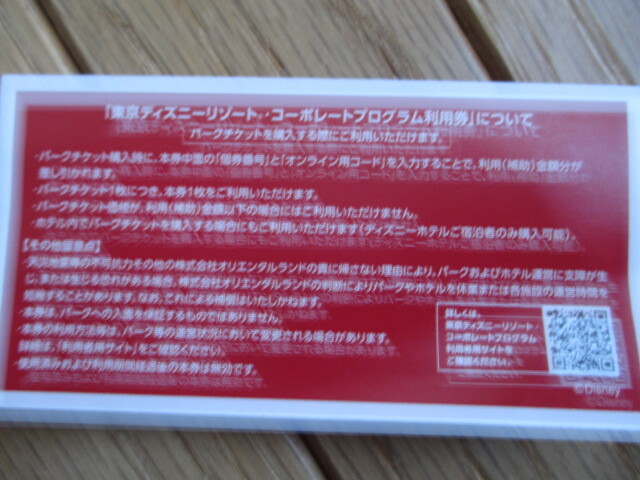 「東京ディズニーリゾート・コーポレートプログラム利用券」について
パークチケットを購入する際にご利用いただけます。
・パークチケット購入時に、本券中面の「個券番号」と「オンライン用コード」を入力することで、利用(補助)金額分が
差し引かれます。
・パークチケット1枚につき、本券1枚をご利用いただけます。
・パークチケット価格が、利用(補助)金額以下の場合にはご利用いただけません。
・ホテル内でパークチケットを購入する場合にもご利用いただけます(ディズニーホテルご宿泊者のみ購入可能)。
【その他留意点】
・天災地変等の不可抗力その他の株式会社オリエンタルランドの責に帰さない理由により、パークおよびホテル運営に支障が生
じ、または生じる恐れがある場合、株式会社オリエンタルランドの判断によりパークやホテルを休業または各施設の運営時間を
短縮することがあります。なお、これによる補償はいたしかねます。
・本券は、パークへの入園を保証するものではありません。
・本券の利用方法等は、パーク等の運営状況において変更される場合があります。
詳細は、「利用者用サイト」をご確認ください。
・使用済みおよび利用期間経過後の本券は無効です。
詳しくは、
東京ディズニーリゾート・
コーポレートプログラム
利用者用サイトを
ご確認ください。
©Disney